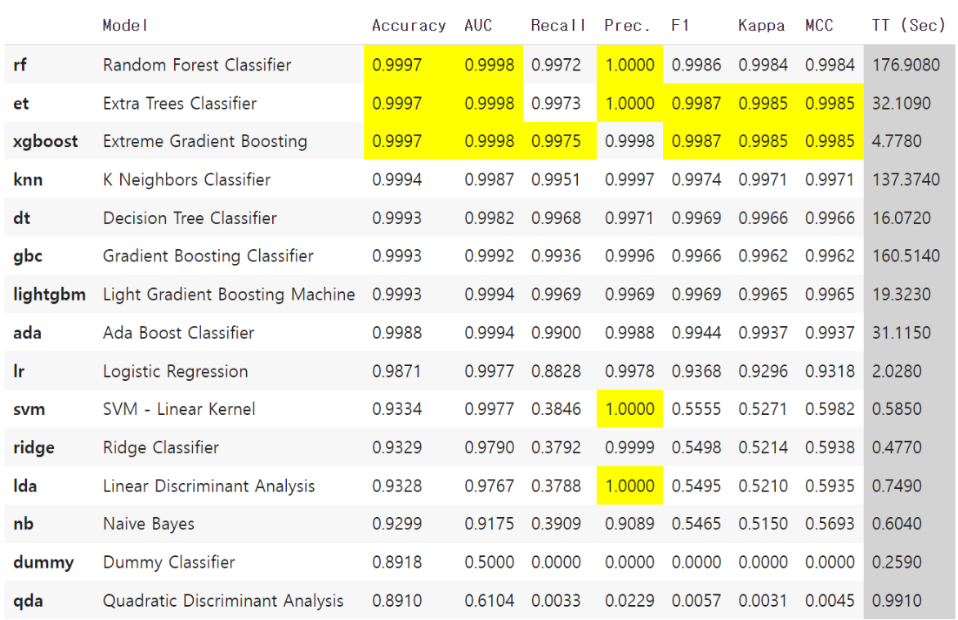 Model Accuracy AUC Recall Prec. F1 Kappa MCC TT (Sec)
rf Random Forest Classifier 0.9997 0.9998 0.9972 1.0000 0.9986 0.9984 0.9984 176.9080
et Extra Trees Classifier 0.9997 0.9998 0.9973 1.0000 0.9987 0.9985 0.9985 32.1090
xgboost Extreme Gradient Boosting 0.9997 0.9998 0.9975 0.9998 0.9987 0.9985 0.9985 4.7780
knn K Neighbors Classifier 0.9994 0.9987 0.9951 0.9997 0.9974 0.9971 0.9971 137.3740
dt Decision Tree Classifier 0.9993 0.9982 0.9968 0.9971 0.9969 0.9966 0.9966 16.0720
gbc Gradient Boosting Classifier 0.9993 0.9992 0.9936 0.9996 0.9966 0.9962 0.9962 160.5140
lightgbm Light Gradient Boosting Machine 0.9993 0.9994 0.9969 0.9969 0.9969 0.9965 0.9965 19.3230
ada Ada Boost Classifier 0.9988 0.9994 0.9900 0.9988 0.9944 0.9937 0.9937 31.1150
lr Logistic Regression 0.9871 0.9977 0.8828 0.9978 0.9368 0.9296 0.9318 2.0280
svm SVM - Linear Kernel 0.9334 0.9977 0.3846 1.0000 0.5555 0.5271 0.5982 0.5850
ridge Ridge Classifier 0.9329 0.9790 0.3792 0.9999 0.5498 0.5214 0.5938 0.4770
lda Linear Discriminant Analysis 0.9328 0.9767 0.3788 1.0000 0.5495 0.5210 0.5935 0.7490
nb Naive Bayes 0.9299 0.9175 0.3909 0.9089 0.5465 0.5150 0.5693 0.6040
dummy Dummy Classifier 0.8918 0.5000 0.0000 0.0000 0.0000 0.0000 0.0000 0.2590
qda Quadratic Discriminant Analysis 0.8910 0.6104 0.0033 0.0229 0.0057 0.0031 0.0045 0.9910